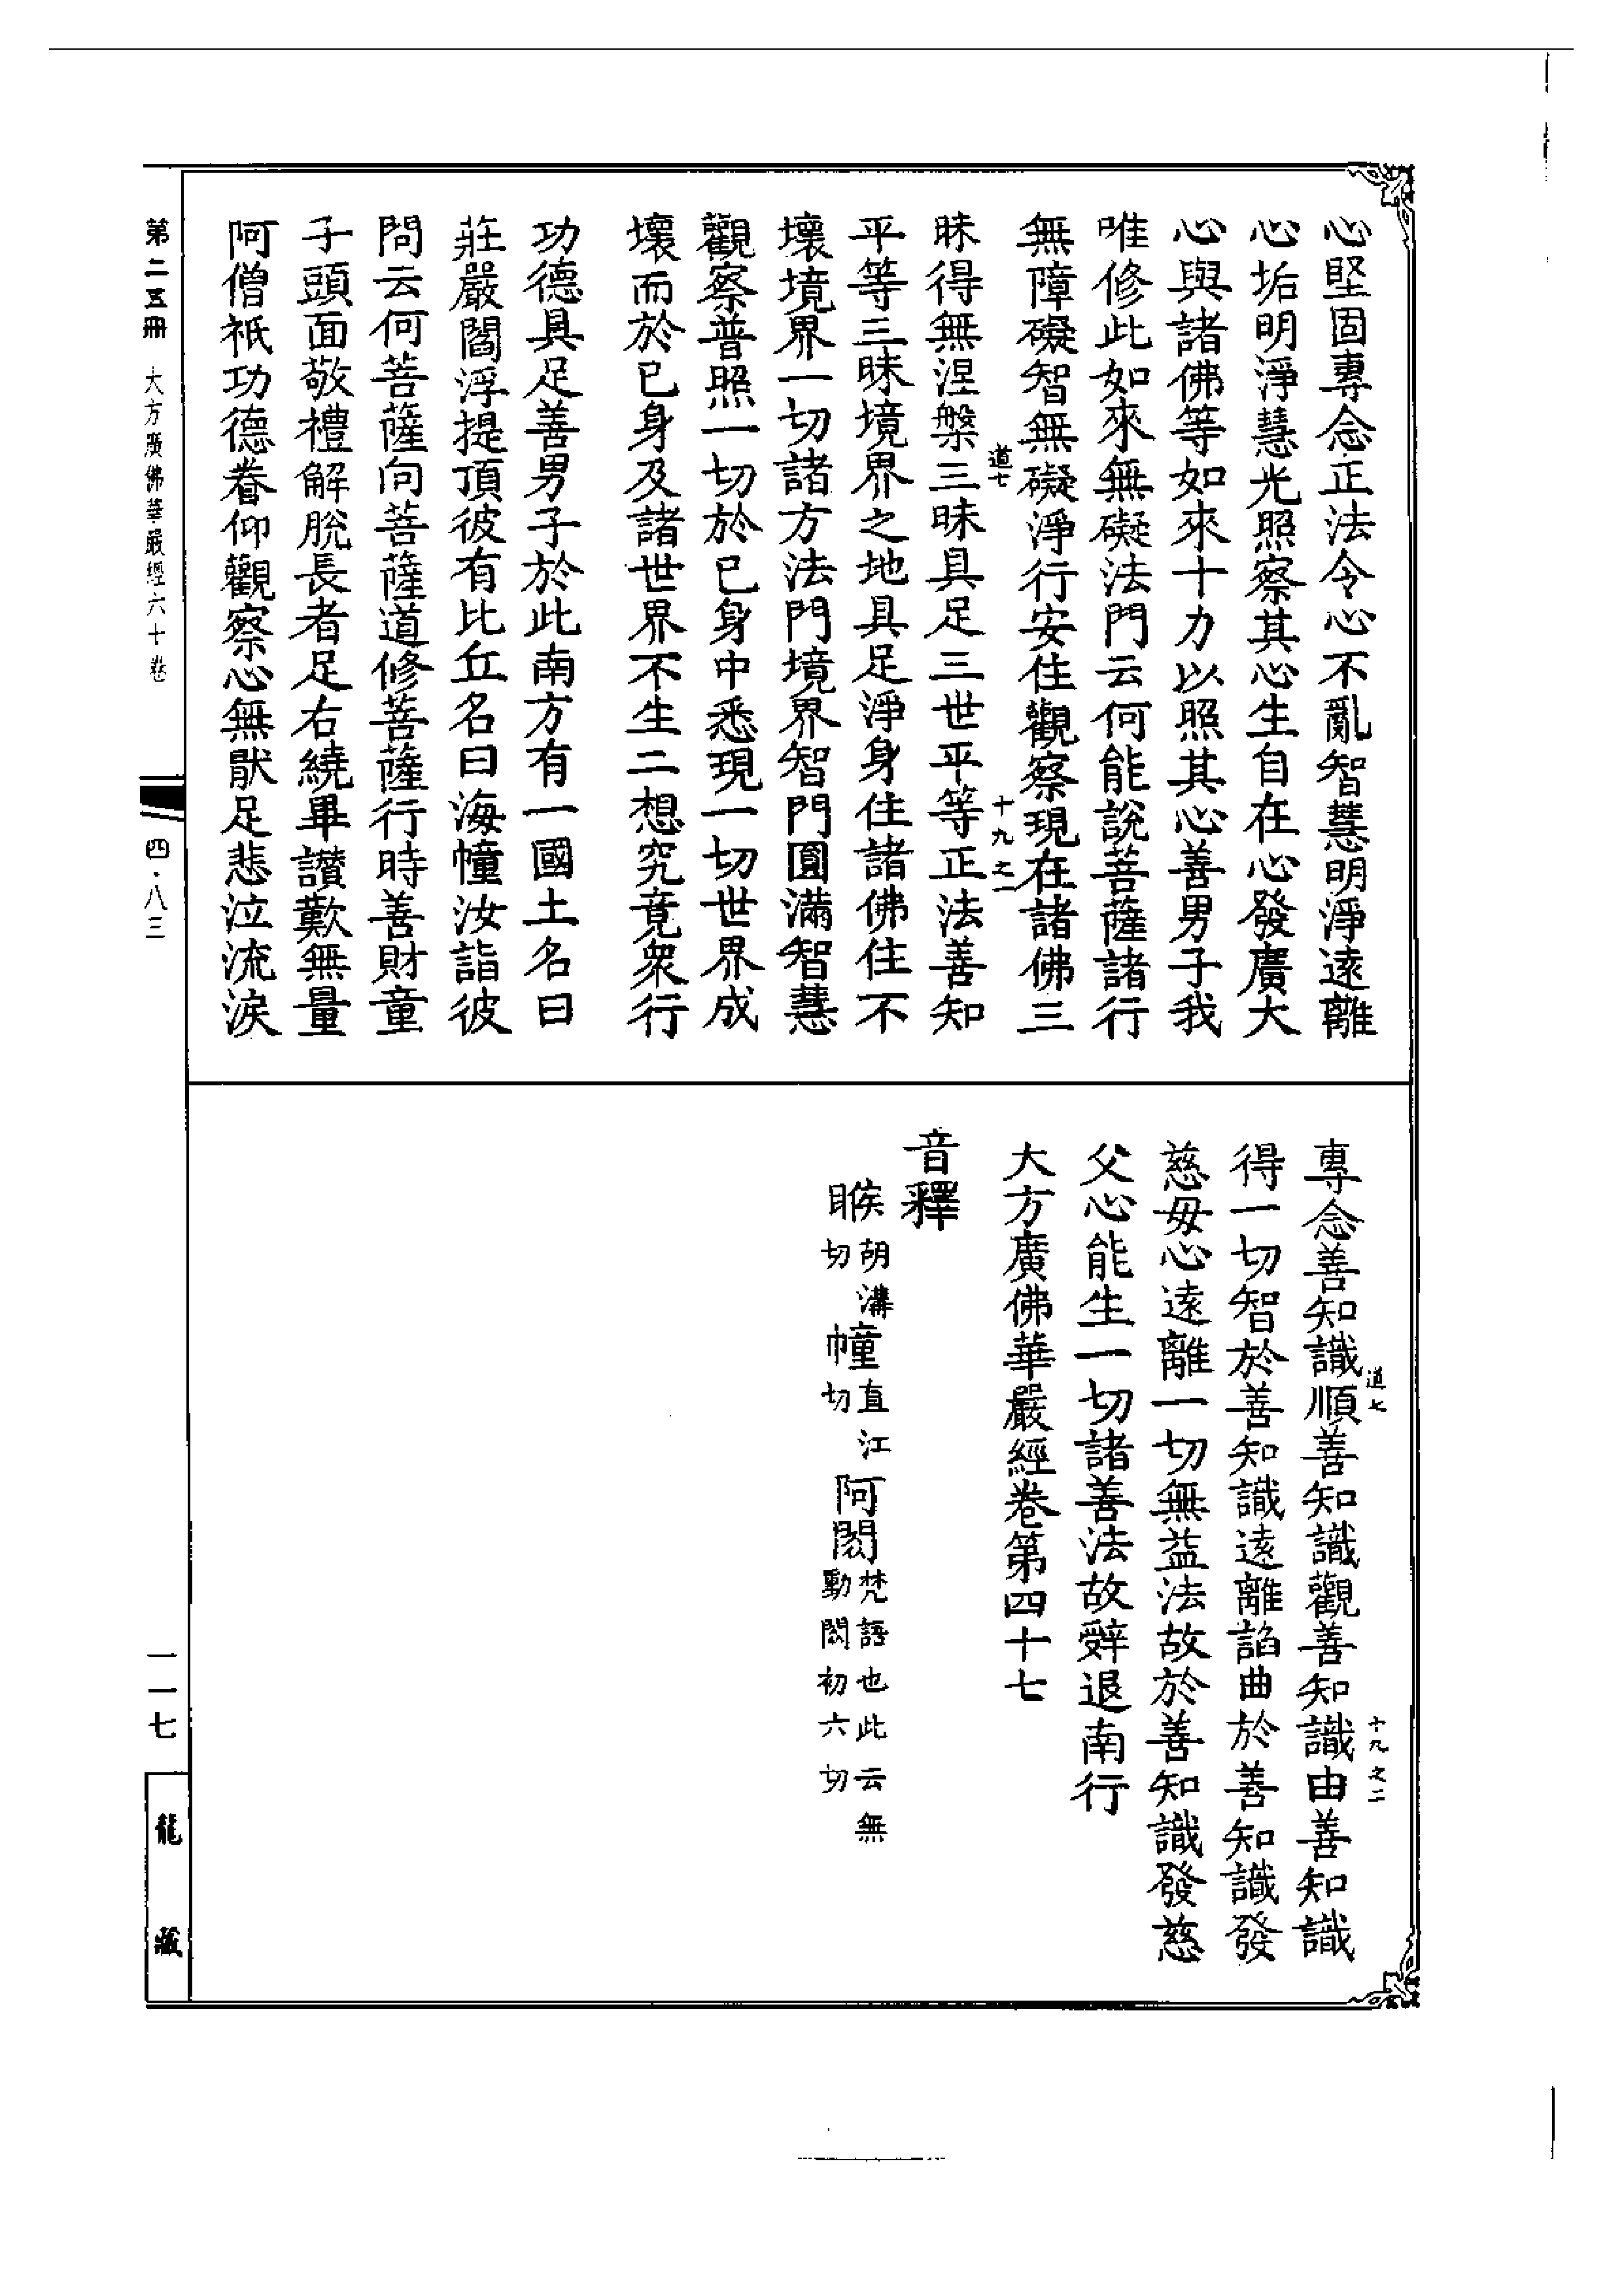 心堅固專念正法令心不亂智慧明淨遠離
心垢明淨慧光照察其心生自在心發廣大
心與諸佛等如來十力以照其心善男子我
唯修此如來無礙法門云何能說菩薩諸行
無障礙智無礙淨行安住觀察現在諸佛三
道七 十九之一
昧得無涅槃三昧具足三世平等正法善知
平等三昧境界之地具足淨身住諸佛住不
壞境界一切諸方法門境界智門圓滿智慧
觀察普照一切於已身中悉現一切世界成
壞而於已身及諸世界不生二想究竟衆行
功德具足善男子於此南方有一國土名曰
莊嚴閻浮提頂彼有比丘名曰海幢汝詣彼
問云何菩薩向菩薩道修菩薩行時善財童
子頭面敬禮解脫長者足右繞畢讃歎無量
阿僧祇功德眷仰觀察心無猒足悲泣流淚
道七 十九之二
專念善知識順善知識觀善知識由善知識
得一切智於善知識遠離諂曲於善知識發
慈母心遠離一切無益法故於善知識發慈
父心能生一切諸善法故辭退南行
大方廣佛華嚴經卷第四十七
音釋
睺胡溝切 幢直江切 阿閦梵語也此云無動閦初六切
第二五冊 大方廣佛華嚴經六十卷 四·八三 一一七 龍藏